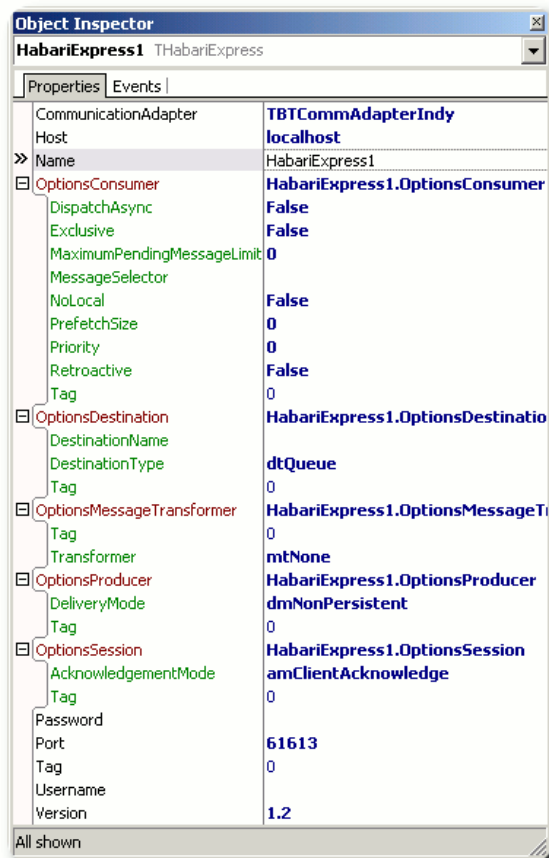 Object Inspector
HabariExpress1 THabariExpress
Properties Events
CommunicationAdapter TBTCommAdapterIndy
Host localhost
Name HabariExpress1
OptionsConsumer HabariExpress1.OptionsConsumer
DispatchAsync False
Exclusive False
MaximumPendingMessageLimit 0
MessageSelector
NoLocal False
PrefetchSize 0
Priority 0
Retroactive False
Tag 0
OptionsDestination HabariExpress1.OptionsDestinatio
DestinationName
DestinationType dtQueue
Tag 0
OptionsMessageTransformer HabariExpress1.OptionsMessageT
Tag 0
Transformer mtNone
OptionsProducer HabariExpress1.OptionsProducer
DeliveryMode dmNonPersistent
Tag 0
OptionsSession HabariExpress1.OptionsSession
AcknowledgementMode amClientAcknowledge
Tag 0
Password
Port 61613
Tag 0
Username
Version 1.2
All shown